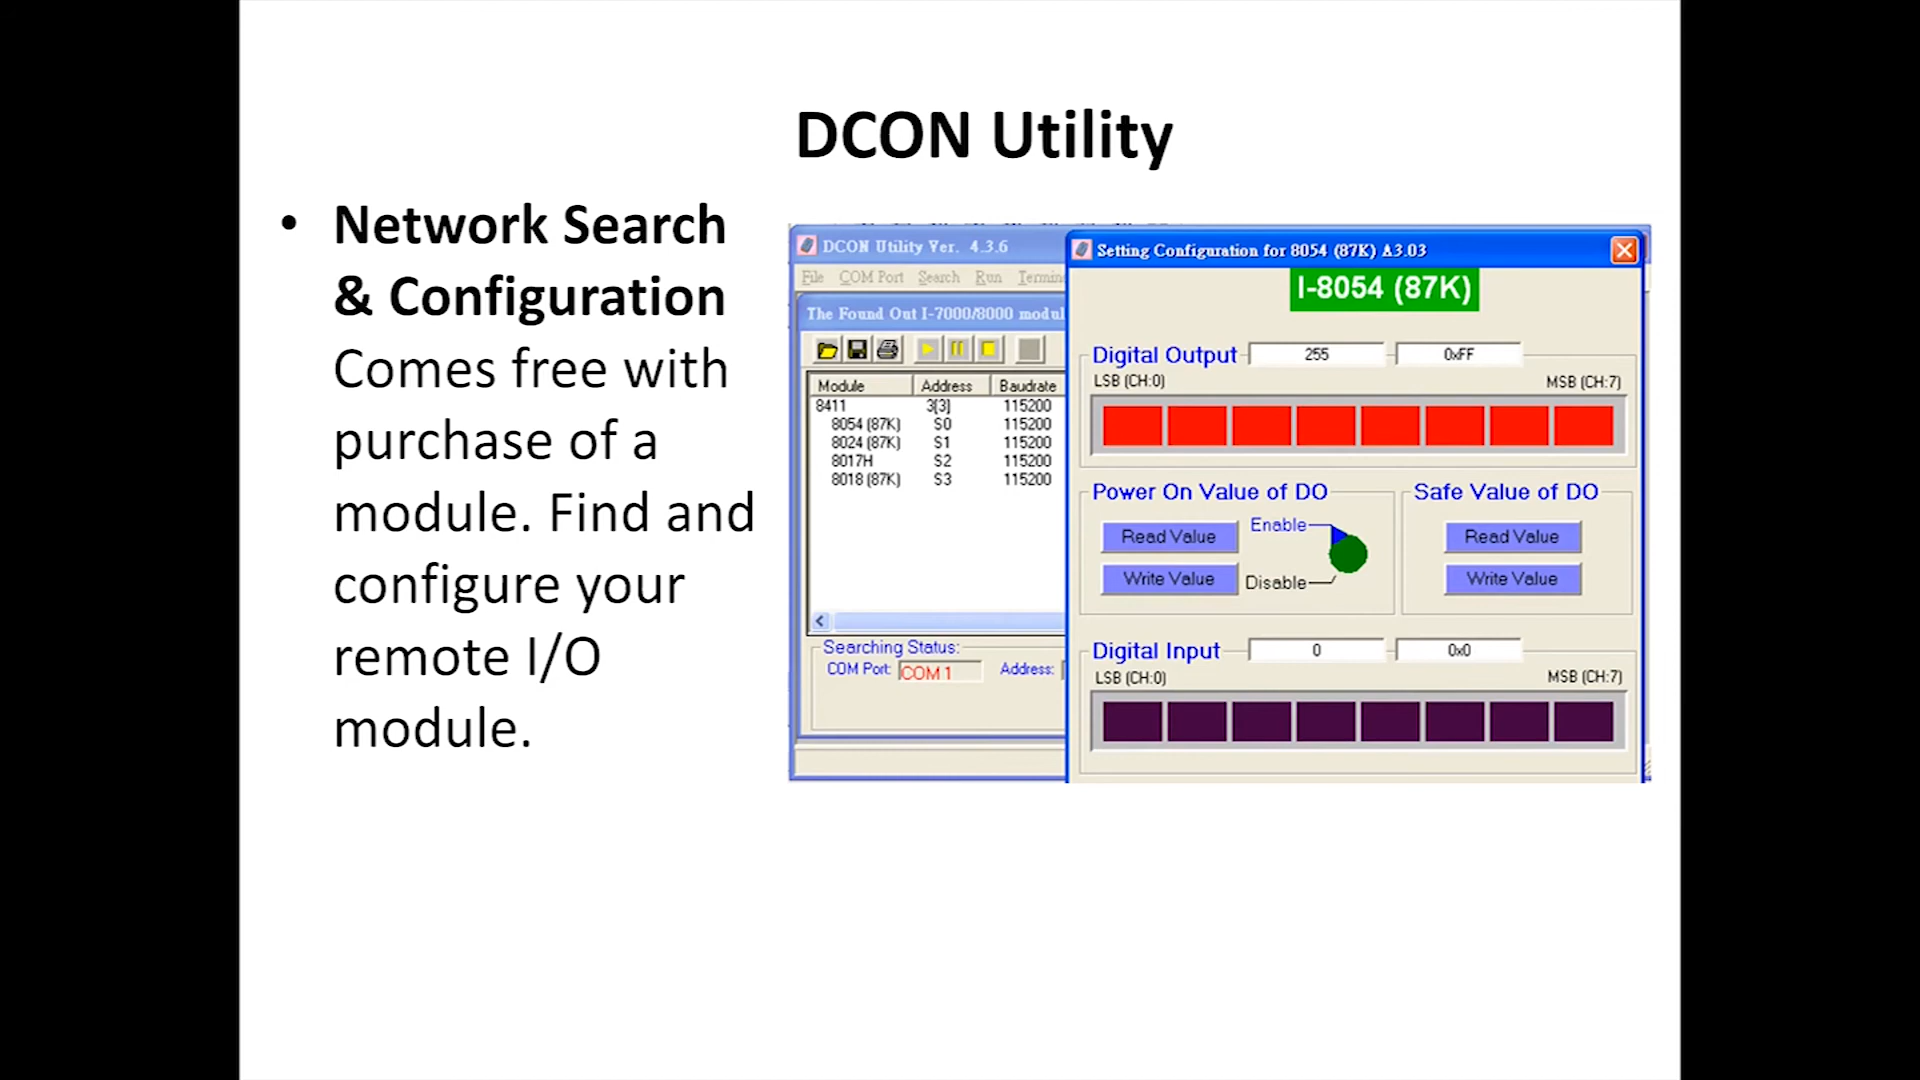 DCON Utility
• Network Search
& Configuration
Comes free with
purchase of a
module. Find and
configure your
remote I/O
module.
DCON Utility Ver. 4.3.6
File COM Port Search Run
The Found Out I-7000/8000
Module Address Baudrate
8411 3[3] 115200
8054 (87K) S0 115200
8024 (87K) S1 115200
8017H S2 115200
8018 (87K) S3 115200
Searching Status:
COM Port: COM 1 Address:
Setting Configuration for 8054 (87K) A3.03
I-8054 (87K)
Digital Output 255 0xFF
LSB (CH:0) MSB (CH:7)
Power On Value of DO Safe Value of DO
Enable
Read Value Read Value
Write Value Disable Write Value
Digital Input 0 0x0
LSB (CH:0) MSB (CH:7)